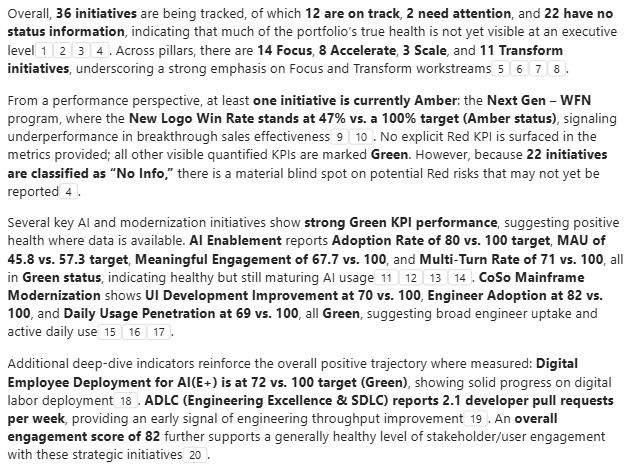 Overall, 36 initiatives are being tracked, of which 12 are on track, 2 need attention, and 22 have no
status information, indicating that much of the portfolio's true health is not yet visible at an executive
level 1 2 3 4 . Across pillars, there are 14 Focus, 8 Accelerate, 3 Scale, and 11 Transform
initiatives, underscoring a strong emphasis on Focus and Transform workstreams 5 6 7 8 .
From a performance perspective, at least one initiative is currently Amber: the Next Gen – WFN
program, where the New Logo Win Rate stands at 47% vs. a 100% target (Amber status), signaling
underperformance in breakthrough sales effectiveness 9 10 . No explicit Red KPI is surfaced in the
metrics provided; all other visible quantified KPIs are marked Green. However, because 22 initiatives
are classified as "No Info," there is a material blind spot on potential Red risks that may not yet be
reported 4 .
Several key AI and modernization initiatives show strong Green KPI performance, suggesting positive
health where data is available. AI Enablement reports Adoption Rate of 80 vs. 100 target, MAU of
45.8 vs. 57.3 target, Meaningful Engagement of 67.7 vs. 100, and Multi-Turn Rate of 71 vs. 100, all
in Green status, indicating healthy but still maturing AI usage 11 12 13 14 . CoSo Mainframe
Modernization shows UI Development Improvement at 70 vs. 100, Engineer Adoption at 82 vs.
100, and Daily Usage Penetration at 69 vs. 100, all Green, suggesting broad engineer uptake and
active daily use 15 16 17 .
Additional deep-dive indicators reinforce the overall positive trajectory where measured: Digital
Employee Deployment for AI(E+) is at 72 vs. 100 target (Green), showing solid progress on digital
labor deployment 18 . ADLC (Engineering Excellence & SDLC) reports 2.1 developer pull requests
per week, providing an early signal of engineering throughput improvement 19 . An overall
engagement score of 82 further supports a generally healthy level of stakeholder/user engagement
with these strategic initiatives 20 .